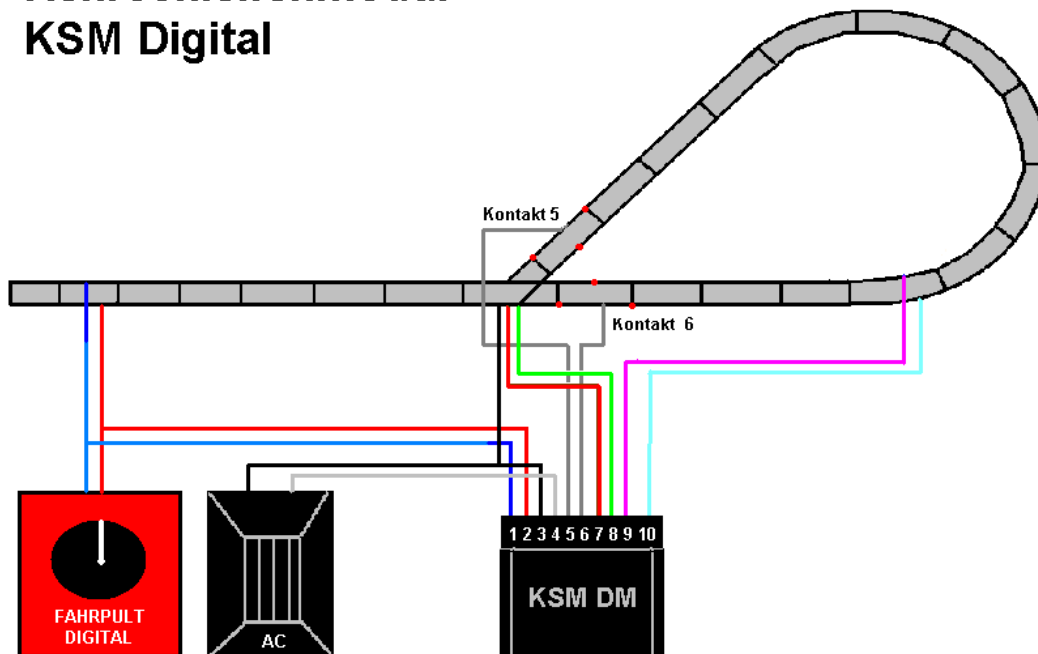 KSM Digital
Kontakt 5
Kontakt 6
1 2 3 4 5 6 7 8 9 10
KSM DM
FAHRPULT
DIGITAL
AC